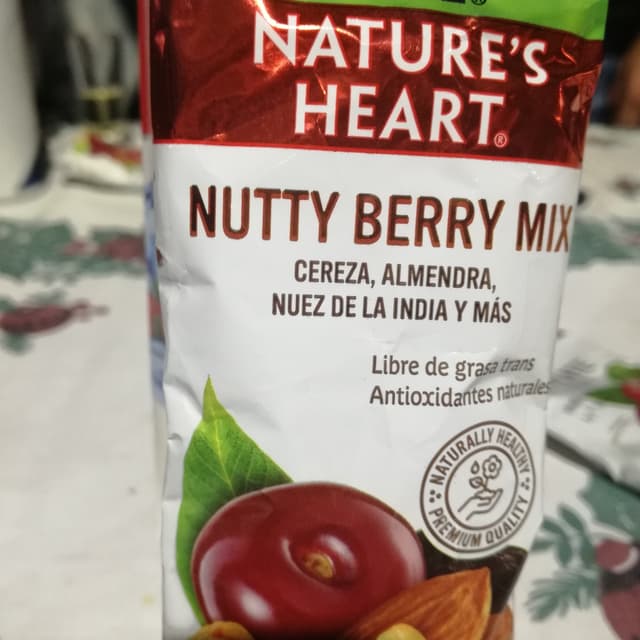 NATURE'S
HEART®
NUTTY BERRY MIX
CEREZA, ALMENDRA,
NUEZ DE LA INDIA Y MÁS
Libre de grasa trans
Antioxidantes naturales
NATURALLY HEALTHY
PREMIUM QUALITY